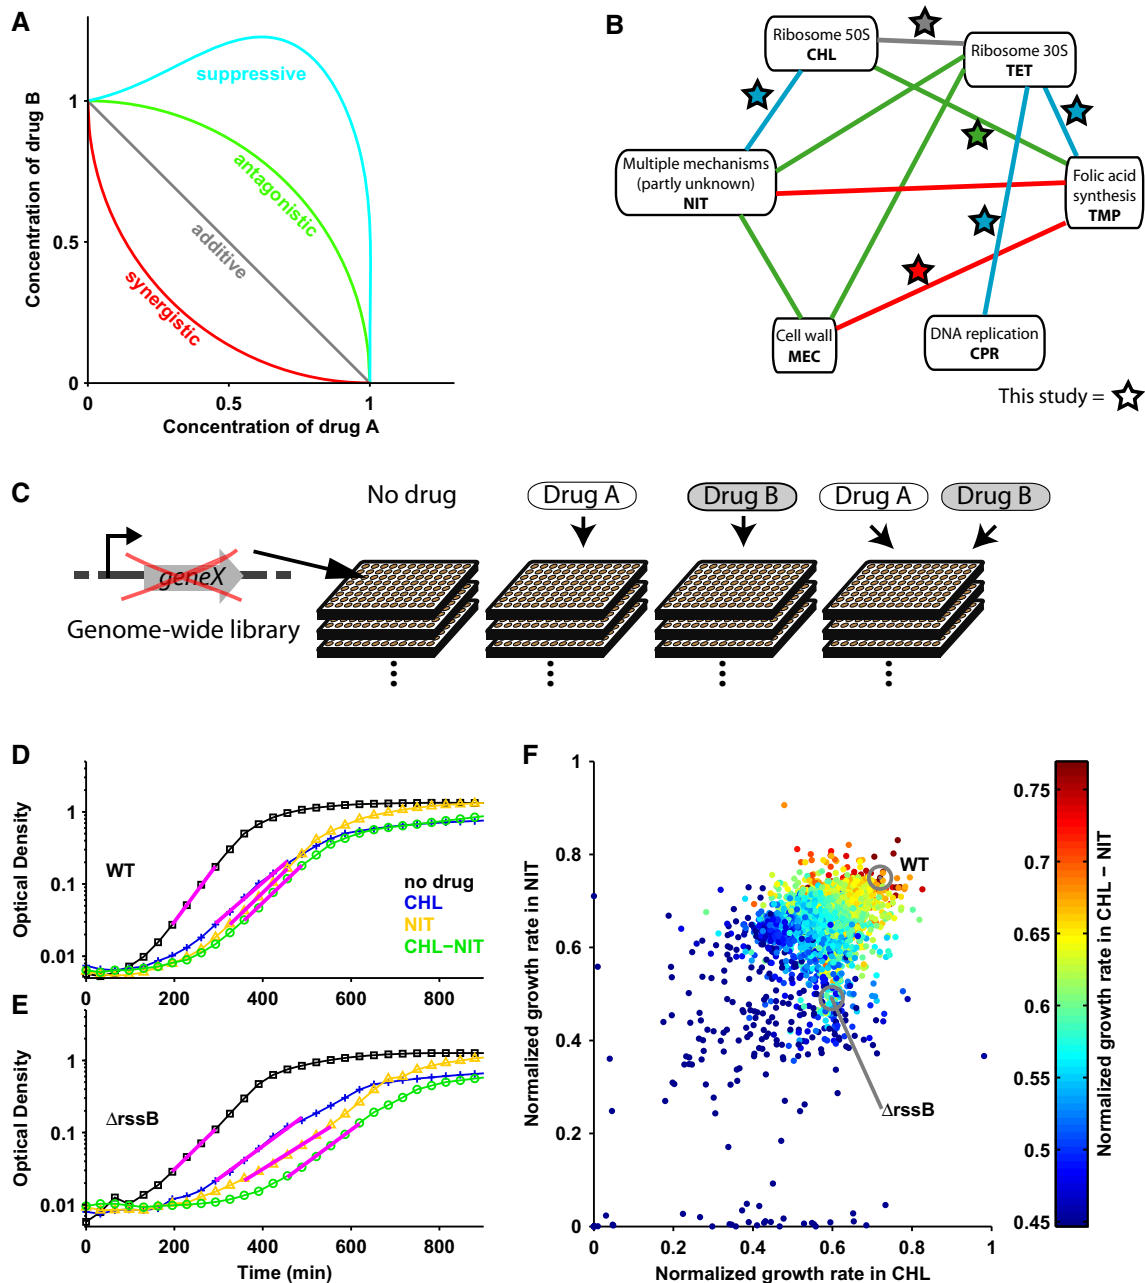 A
Concentration of drug B
1
0.5
0
0
0.5
1
Concentration of drug A
suppressive
antagonistic
additive
synergistic
B
Ribosome 50S
CHL
Ribosome 30S
TET
Multiple mechanisms
(partly unknown)
NIT
Folic acid
synthesis
TMP
Cell wall
MEC
DNA replication
CPR
This study =
C
No drug
Drug A
Drug B
Drug A
Drug B
geneX
Genome-wide library
D
Optical Density
1
0.1
0.01
WT
no drug
CHL
NIT
CHL–NIT
0
200
400
600
800
E
Optical Density
1
0.1
0.01
ΔrssB
0
200
400
600
800
Time (min)
F
Normalized growth rate in NIT
1
0.8
0.6
0.4
0.2
0
0
0.2
0.4
0.6
0.8
1
Normalized growth rate in CHL
WT
ΔrssB
0.75
0.7
0.65
0.6
0.55
0.5
0.45
Normalized growth rate in CHL – NIT